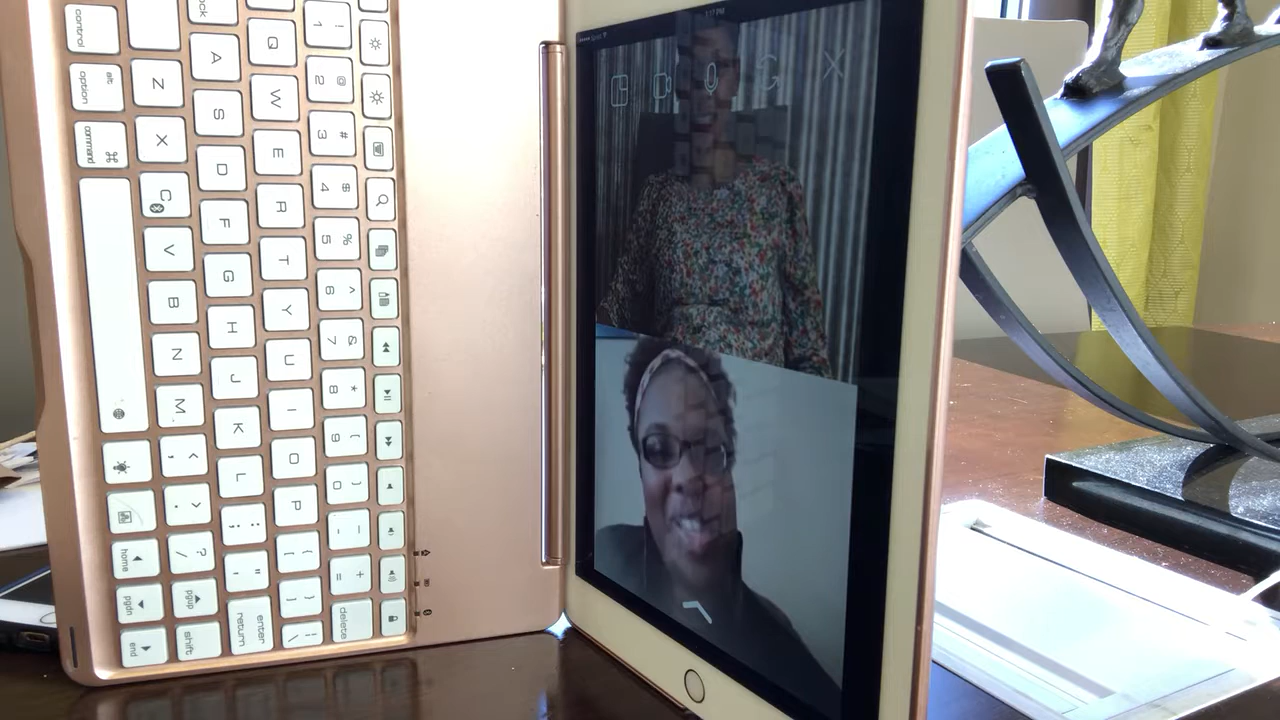 ! 1 @ 2 # 3 $ 4 % 5 ^ 6 & 7 * 8 ( 9 ) 0 _ - + = delete
Q W E R T Y U I O P { [ } ] | \
A S D F G H J K L : ; " ' enter return
Z X C V B N M < , > . ? / pgup shift
control alt option command ⌘ home pgdn end